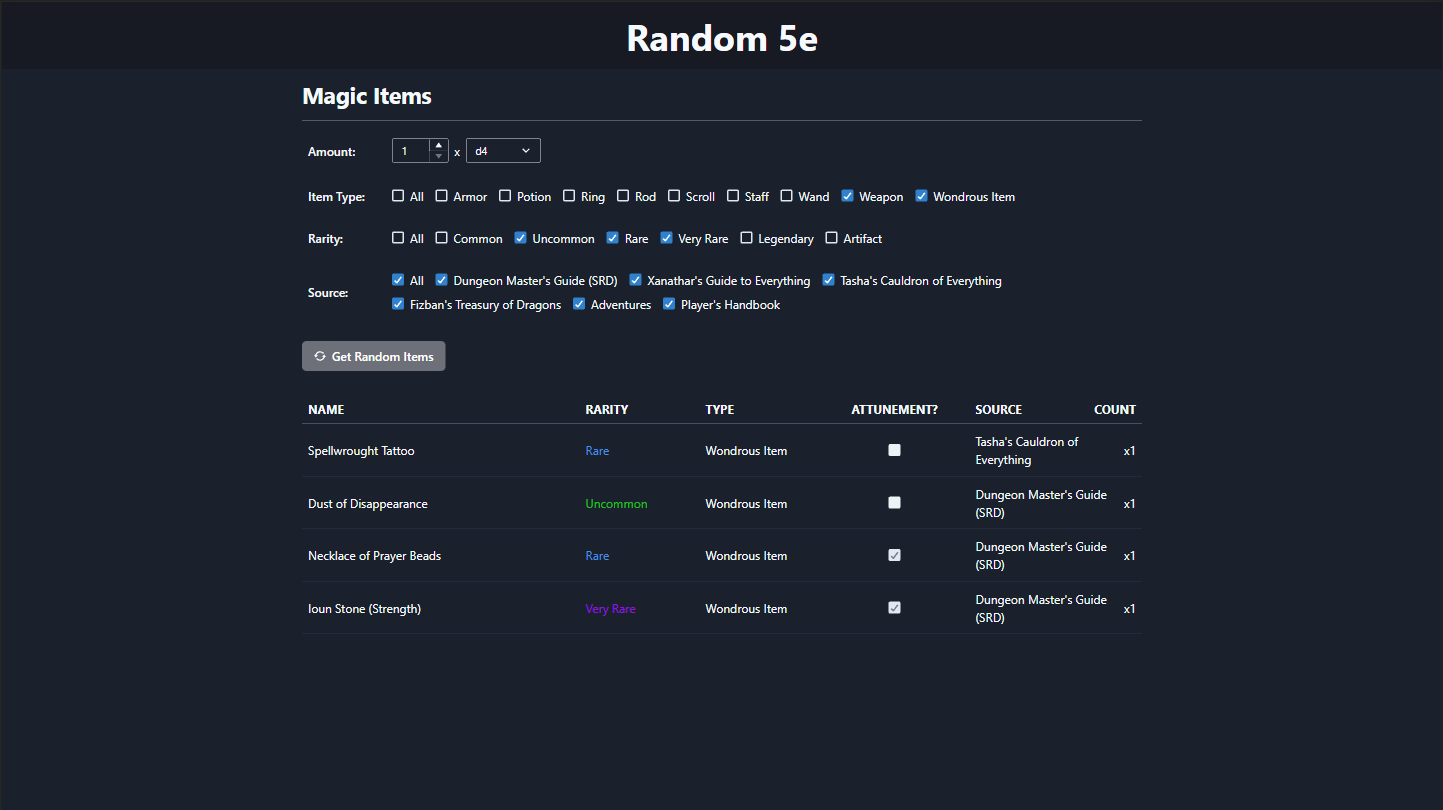 Random 5e
Magic Items
Amount: 1 x d4
Item Type: All Armor Potion Ring Rod Scroll Staff Wand Weapon Wondrous Item
Rarity: All Common Uncommon Rare Very Rare Legendary Artifact
Source: All Dungeon Master's Guide (SRD) Xanathar's Guide to Everything Tasha's Cauldron of Everything
Fizban's Treasury of Dragons Adventures Player's Handbook
Get Random Items
NAME RARITY TYPE ATTUNEMENT? SOURCE COUNT
Spellwrought Tattoo Rare Wondrous Item Tasha's Cauldron of Everything x1
Dust of Disappearance Uncommon Wondrous Item Dungeon Master's Guide (SRD) x1
Necklace of Prayer Beads Rare Wondrous Item Dungeon Master's Guide (SRD) x1
Ioun Stone (Strength) Very Rare Wondrous Item Dungeon Master's Guide (SRD) x1